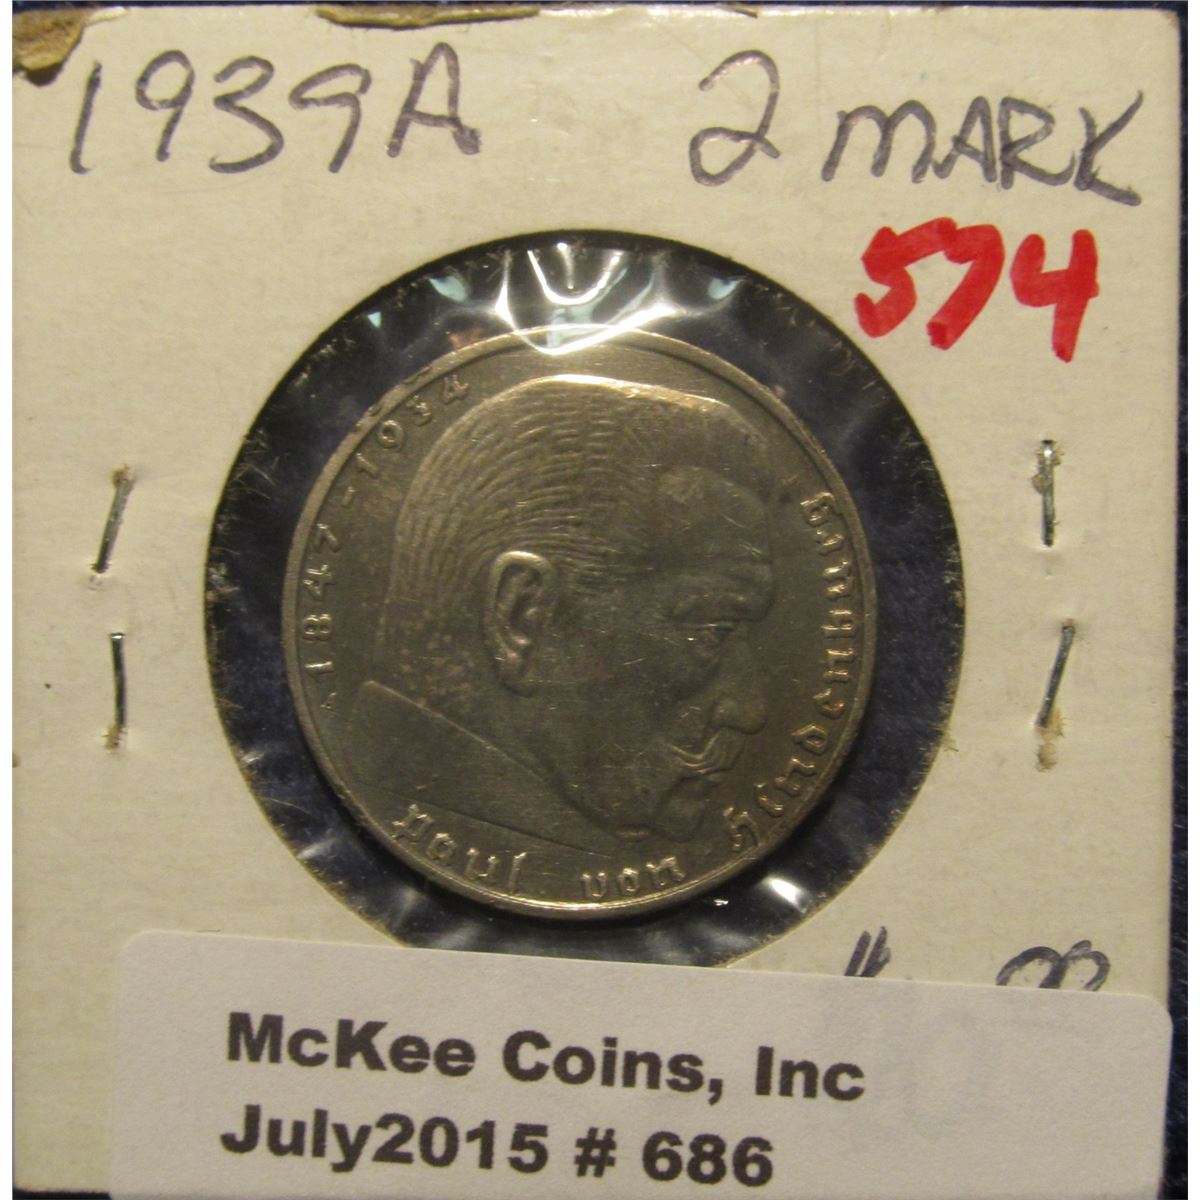 1939A 2 MARK
574
1847-1934
Paul von Hindenburg
McKee Coins, Inc
July2015 # 686